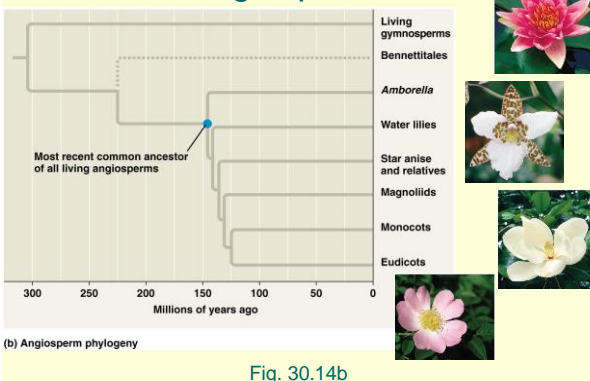 Living
gymnosperms
Bennettitales
Amborella
Water lilies
Most recent common ancestor
of all living angiosperms
Star anise
and relatives
Magnoliids
Monocots
Eudicots
300 250 200 150 100 50 0
Millions of years ago
(b) Angiosperm phylogeny
Fig. 30.14b